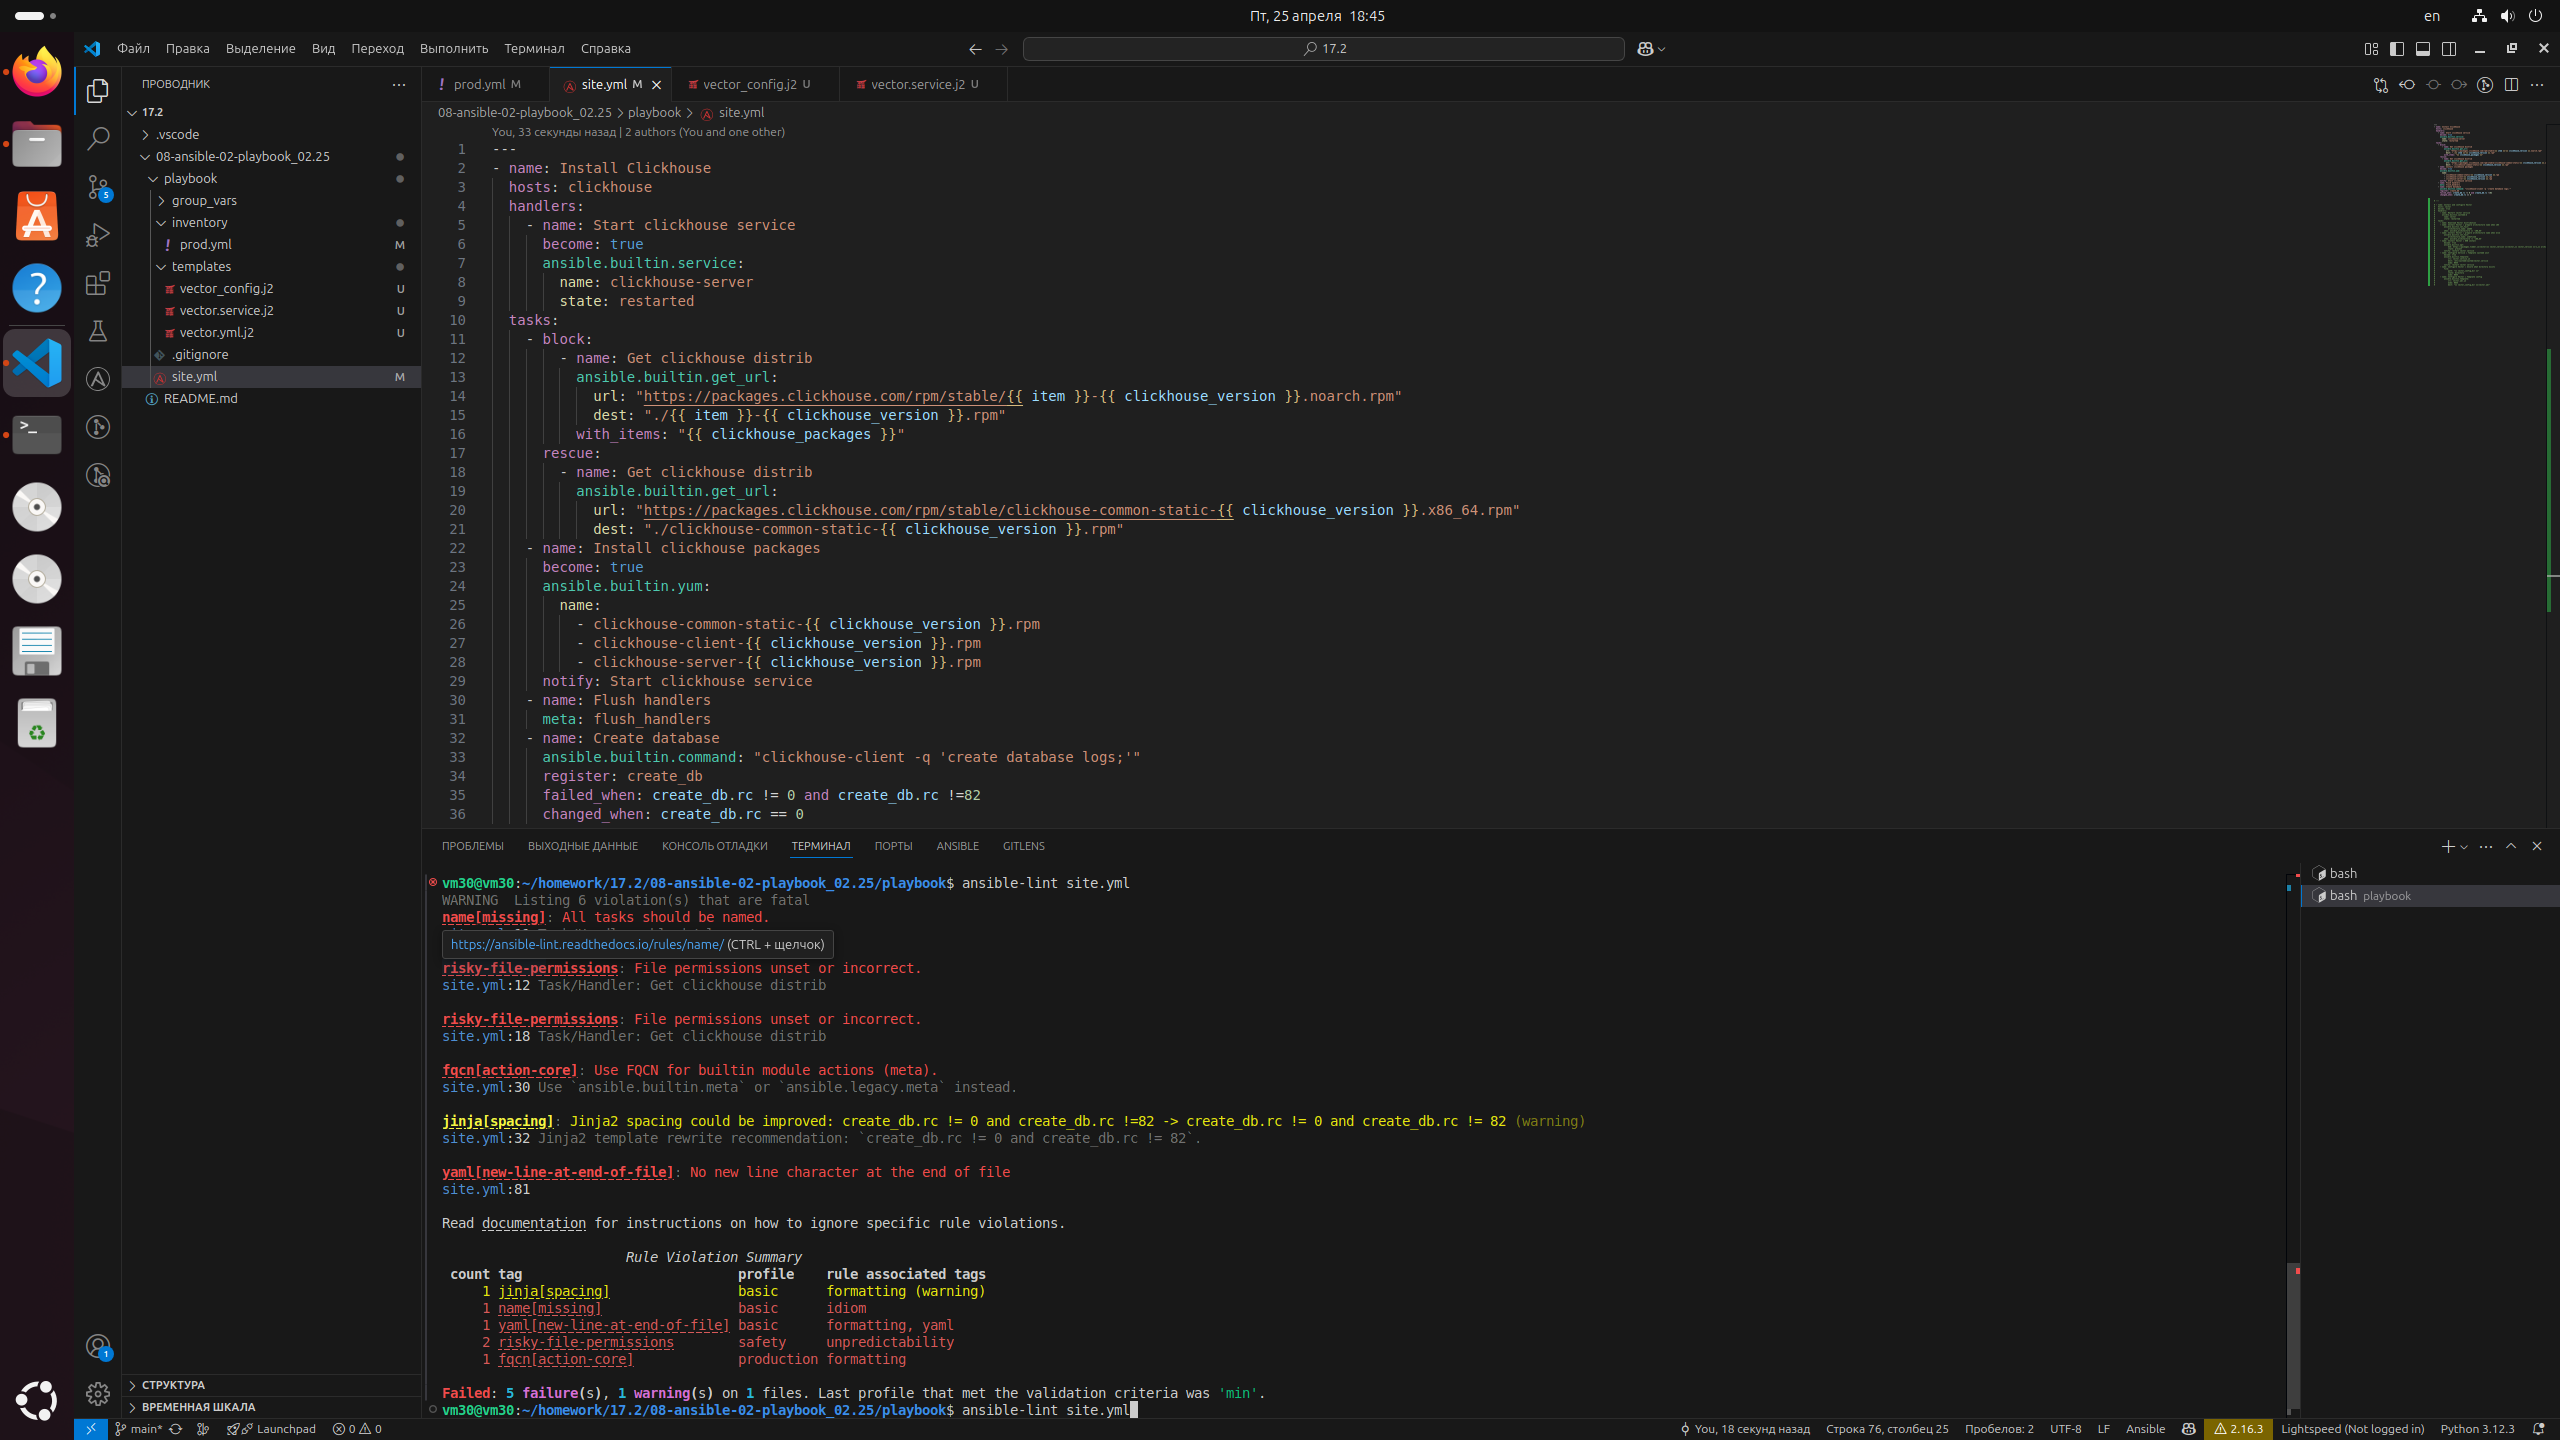 Пт, 25 апреля 18:45
en
Файл Правка Выделение Вид Переход Выполнить Терминал Справка
17.2
ПРОВОДНИК
17.2
.vscode
08-ansible-02-playbook_02.25
playbook
group_vars
inventory
prod.yml M
templates
vector_config.j2 U
vector.service.j2 U
vector.yml.j2 U
.gitignore
site.yml M
README.md
СТРУКТУРА
ВРЕМЕННАЯ ШКАЛА
prod.yml M site.yml M vector_config.j2 U vector.service.j2 U
08-ansible-02-playbook_02.25 > playbook > site.yml
You, 33 секунды назад | 2 authors (You and one other)
1 ---
2 - name: Install Clickhouse
3 hosts: clickhouse
4 handlers:
5 - name: Start clickhouse service
6 become: true
7 ansible.builtin.service:
8 name: clickhouse-server
9 state: restarted
10 tasks:
11 - block:
12 - name: Get clickhouse distrib
13 ansible.builtin.get_url:
14 url: "https://packages.clickhouse.com/rpm/stable/{{ item }}-{{ clickhouse_version }}.noarch.rpm"
15 dest: "./{{ item }}-{{ clickhouse_version }}.rpm"
16 with_items: "{{ clickhouse_packages }}"
17 rescue:
18 - name: Get clickhouse distrib
19 ansible.builtin.get_url:
20 url: "https://packages.clickhouse.com/rpm/stable/clickhouse-common-static-{{ clickhouse_version }}.x86_64.rpm"
21 dest: "./clickhouse-common-static-{{ clickhouse_version }}.rpm"
22 - name: Install clickhouse packages
23 become: true
24 ansible.builtin.yum:
25 name:
26 - clickhouse-common-static-{{ clickhouse_version }}.rpm
27 - clickhouse-client-{{ clickhouse_version }}.rpm
28 - clickhouse-server-{{ clickhouse_version }}.rpm
29 notify: Start clickhouse service
30 - name: Flush handlers
31 meta: flush_handlers
32 - name: Create database
33 ansible.builtin.command: "clickhouse-client -q 'create database logs;'"
34 register: create_db
35 failed_when: create_db.rc != 0 and create_db.rc !=82
36 changed_when: create_db.rc == 0
ПРОБЛЕМЫ ВЫХОДНЫЕ ДАННЫЕ КОНСОЛЬ ОТЛАДКИ ТЕРМИНАЛ ПОРТЫ ANSIBLE GITLENS
bash
bash playbook
vm30@vm30:~/homework/17.2/08-ansible-02-playbook_02.25/playbook$ ansible-lint site.yml
WARNING Listing 6 violation(s) that are fatal
name[missing]: All tasks should be named.
https://ansible-lint.readthedocs.io/rules/name/ (CTRL + щелчок)
risky-file-permissions: File permissions unset or incorrect.
site.yml:12 Task/Handler: Get clickhouse distrib
risky-file-permissions: File permissions unset or incorrect.
site.yml:18 Task/Handler: Get clickhouse distrib
fqcn[action-core]: Use FQCN for builtin module actions (meta).
site.yml:30 Use `ansible.builtin.meta` or `ansible.legacy.meta` instead.
jinja[spacing]: Jinja2 spacing could be improved: create_db.rc != 0 and create_db.rc !=82 -> create_db.rc != 0 and create_db.rc != 82 (warning)
site.yml:32 Jinja2 template rewrite recommendation: `create_db.rc != 0 and create_db.rc != 82`.
yaml[new-line-at-end-of-file]: No new line character at the end of file
site.yml:81
Read documentation for instructions on how to ignore specific rule violations.
Rule Violation Summary
count tag profile rule associated tags
1 jinja[spacing] basic formatting (warning)
1 name[missing] basic idiom
1 yaml[new-line-at-end-of-file] basic formatting, yaml
2 risky-file-permissions safety unpredictability
1 fqcn[action-core] production formatting
Failed: 5 failure(s), 1 warning(s) on 1 files. Last profile that met the validation criteria was 'min'.
vm30@vm30:~/homework/17.2/08-ansible-02-playbook_02.25/playbook$ ansible-lint site.yml
main* Launchpad 0 0 You, 18 секунд назад Строка 76, столбец 25 Пробелов: 2 UTF-8 LF Ansible 2.16.3 Lightspeed (Not logged in) Python 3.12.3